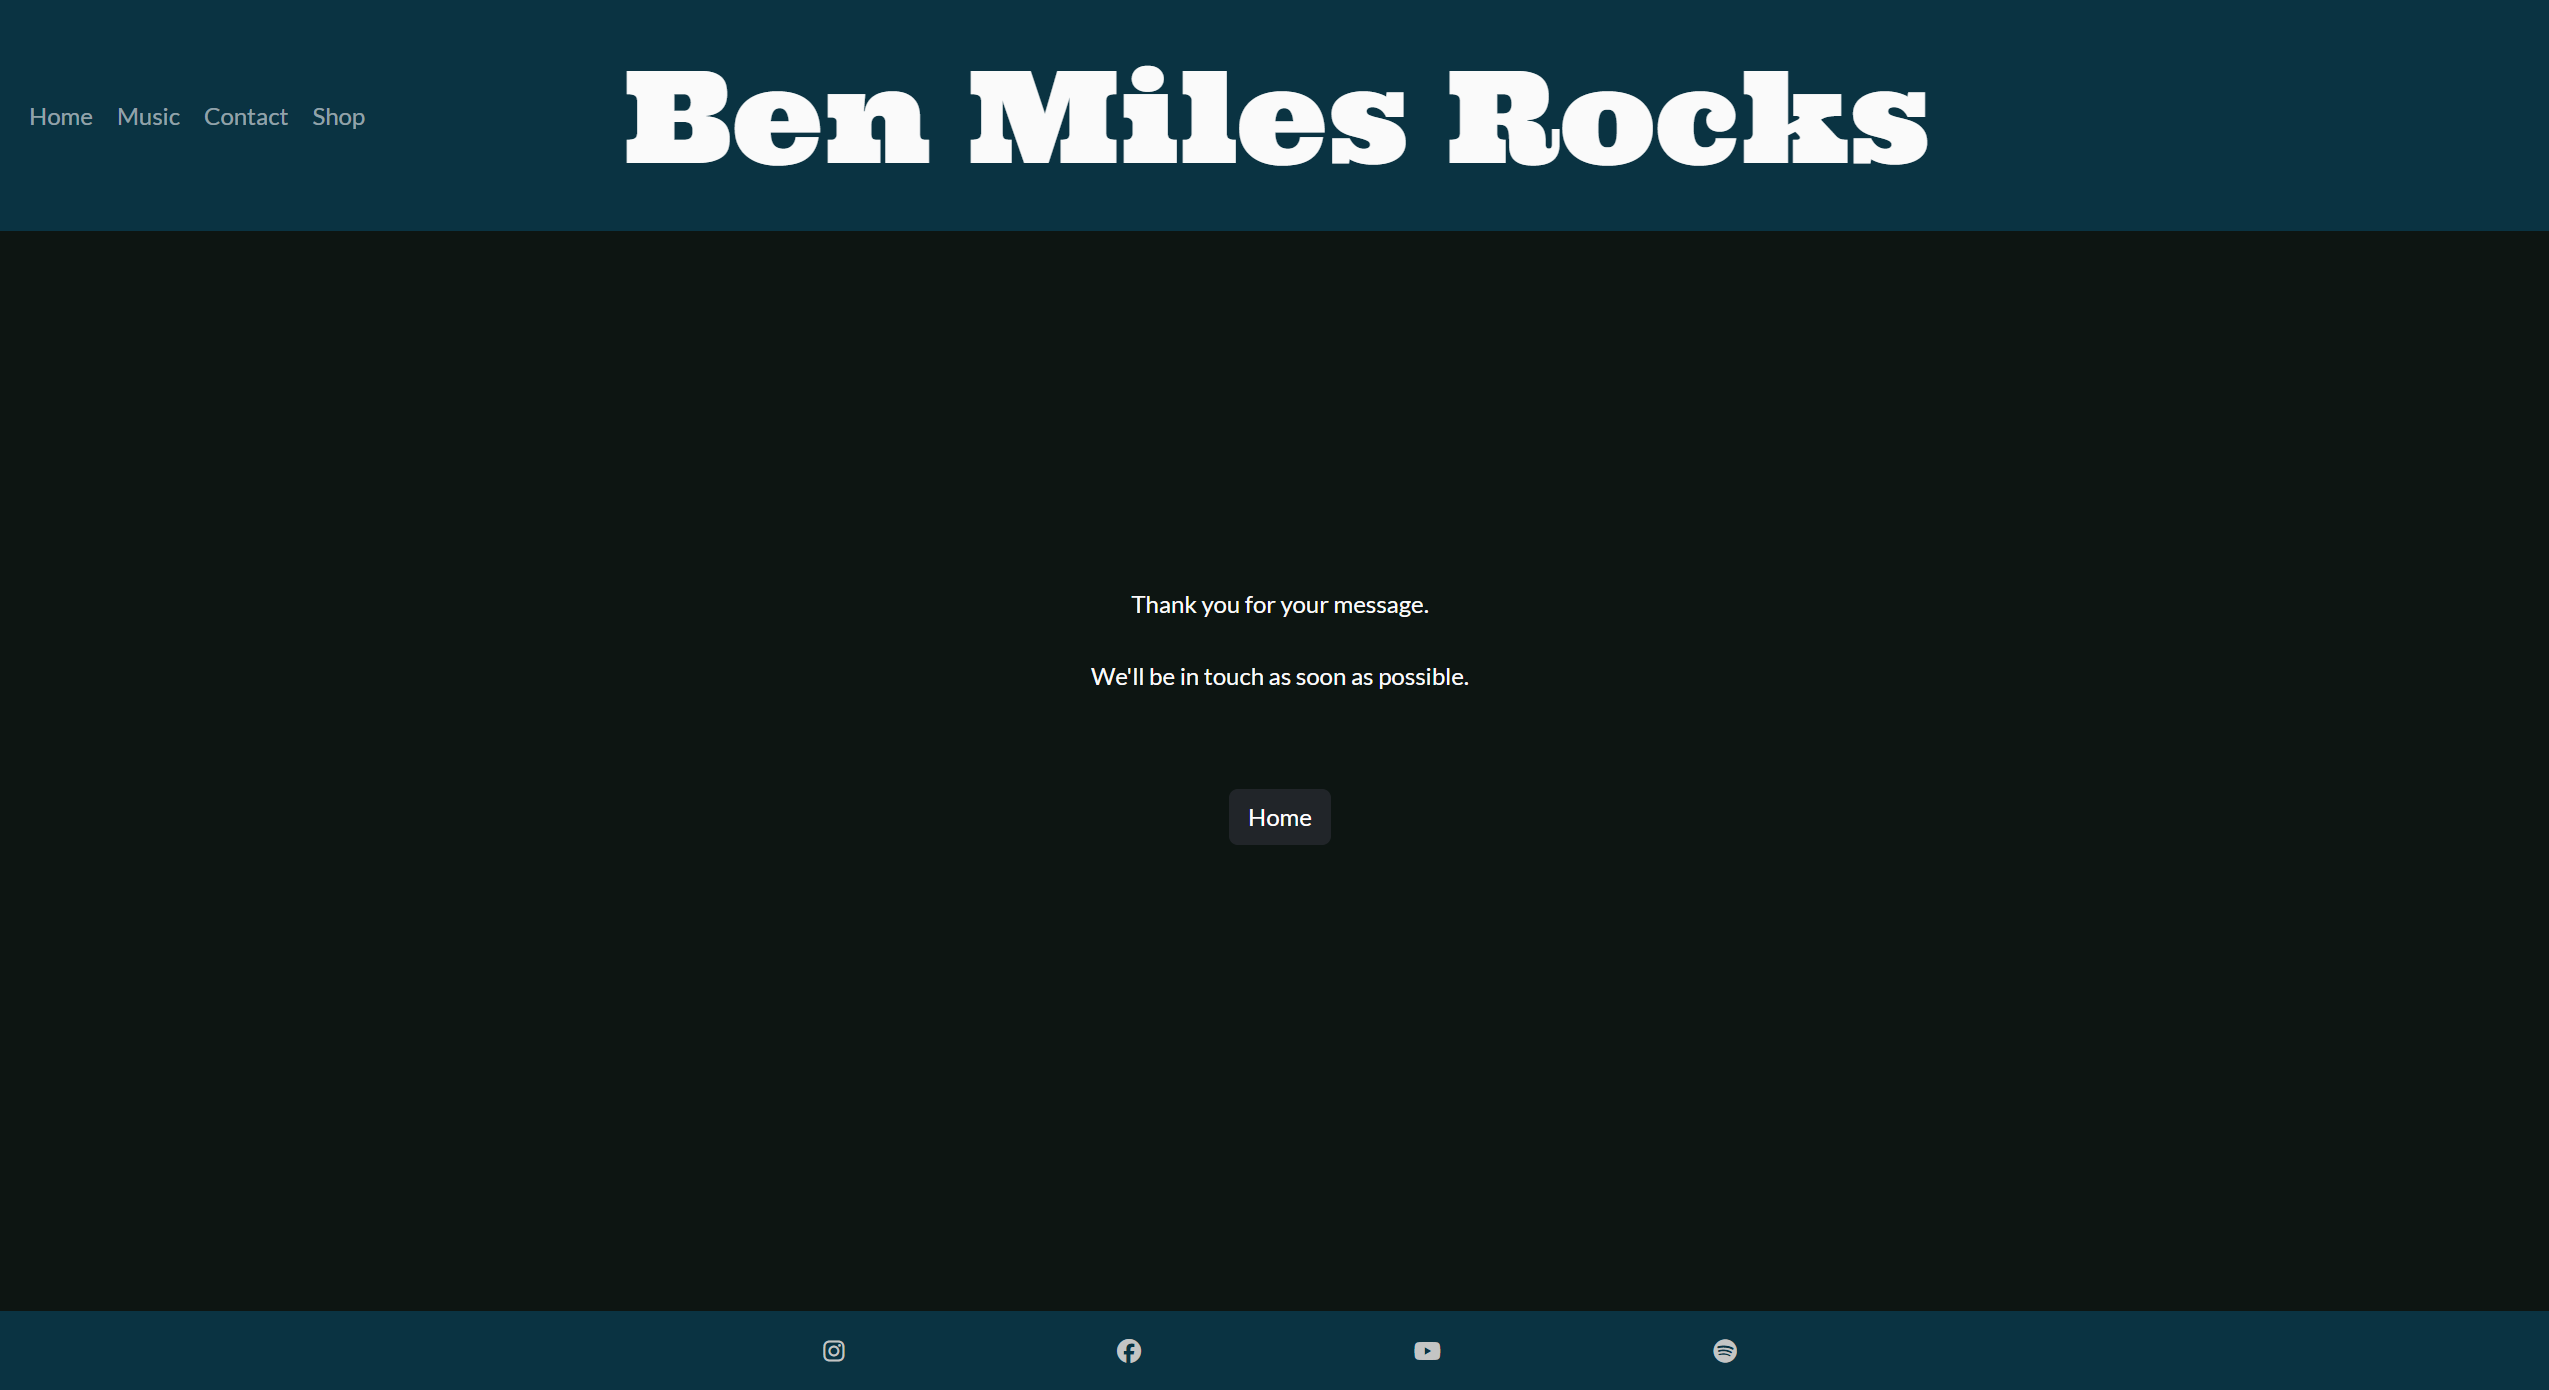 Home Music Contact Shop
Ben Miles Rocks
Thank you for your message.
We'll be in touch as soon as possible.
Home